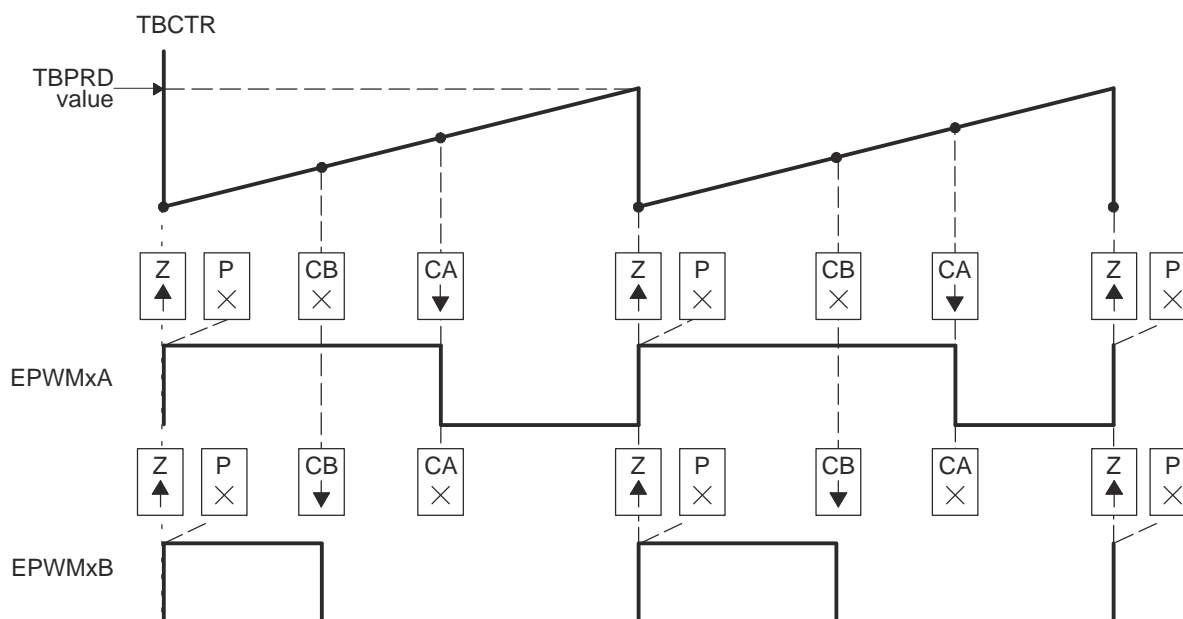 TBCTR
TBPRD
value
Z P CB CA Z P CB CA Z P
EPWMxA
Z P CB CA Z P CB CA Z P
EPWMxB